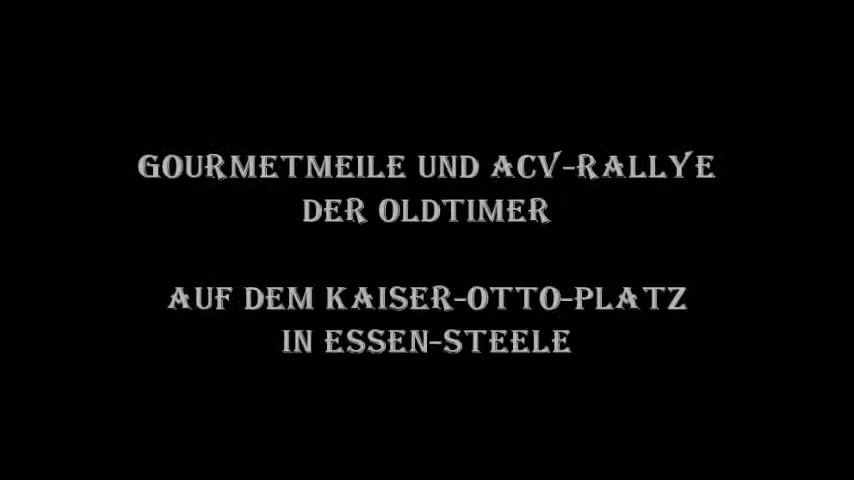 GOURMETMEILE UND ACV-RALLYE
DER OLDTIMER
AUF DEM KAISER-OTTO-PLATZ
IN ESSEN-STEELE